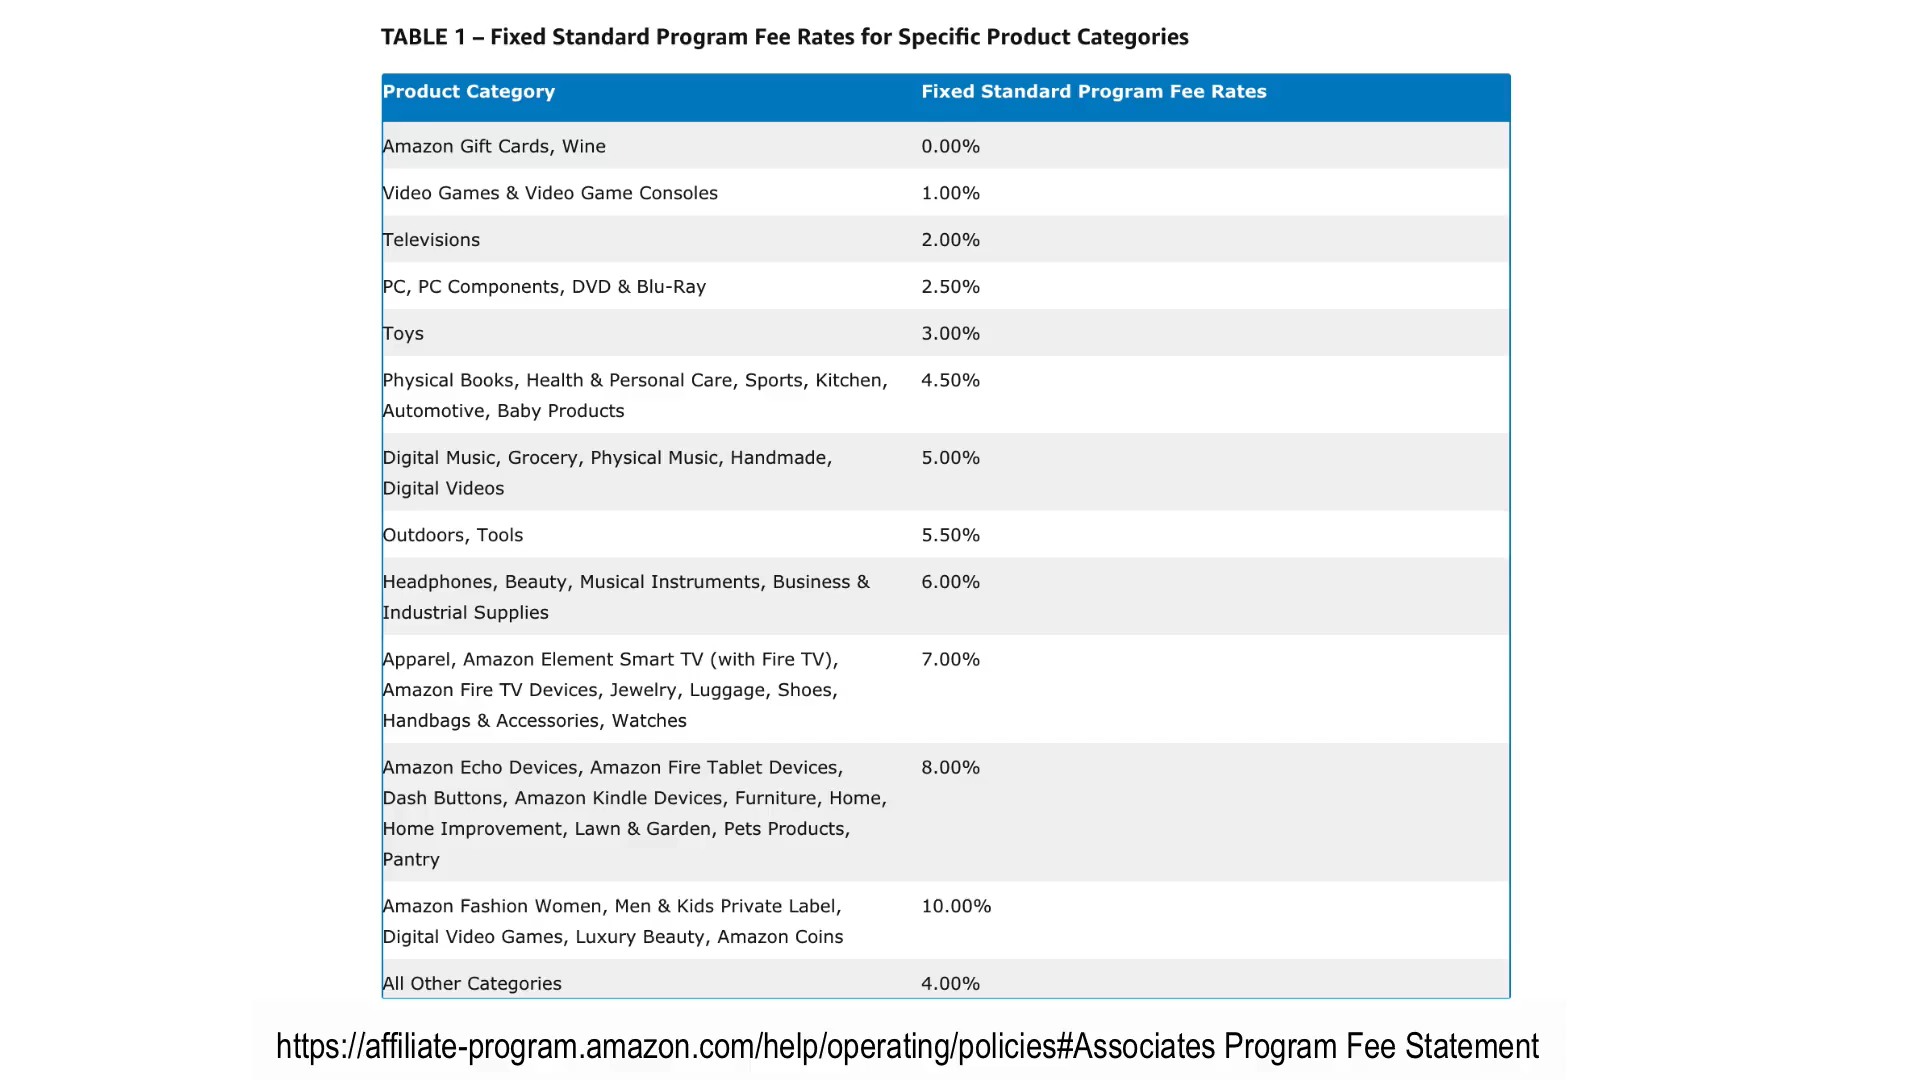 TABLE 1 – Fixed Standard Program Fee Rates for Specific Product Categories
Product Category Fixed Standard Program Fee Rates
Amazon Gift Cards, Wine 0.00%
Video Games & Video Game Consoles 1.00%
Televisions 2.00%
PC, PC Components, DVD & Blu-Ray 2.50%
Toys 3.00%
Physical Books, Health & Personal Care, Sports, Kitchen, 4.50%
Automotive, Baby Products
Digital Music, Grocery, Physical Music, Handmade, 5.00%
Digital Videos
Outdoors, Tools 5.50%
Headphones, Beauty, Musical Instruments, Business & 6.00%
Industrial Supplies
Apparel, Amazon Element Smart TV (with Fire TV), 7.00%
Amazon Fire TV Devices, Jewelry, Luggage, Shoes,
Handbags & Accessories, Watches
Amazon Echo Devices, Amazon Fire Tablet Devices, 8.00%
Dash Buttons, Amazon Kindle Devices, Furniture, Home,
Home Improvement, Lawn & Garden, Pets Products,
Pantry
Amazon Fashion Women, Men & Kids Private Label, 10.00%
Digital Video Games, Luxury Beauty, Amazon Coins
All Other Categories 4.00%
https://affiliate-program.amazon.com/help/operating/policies#Associates Program Fee Statement